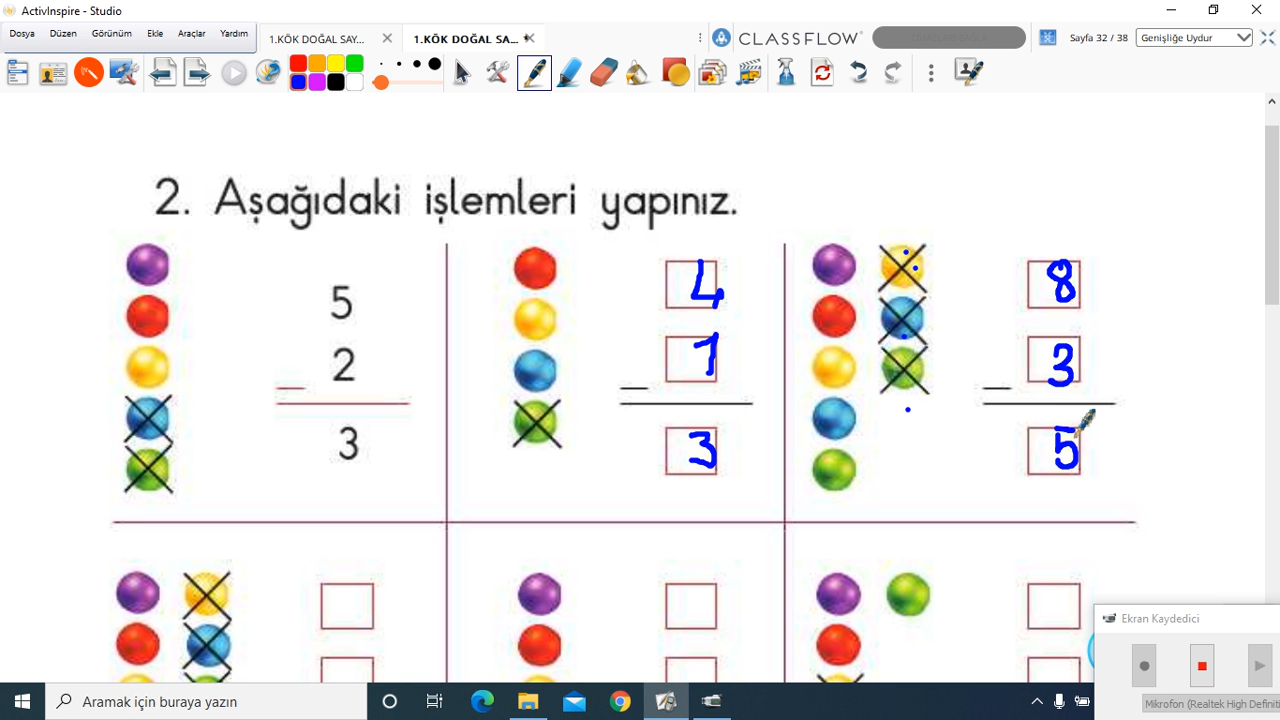 ActivInspire - Studio
Dosya Düzen Görünüm Ekle Araçlar Yardım
1.KÖK DOĞAL SAY...
1.KÖK DOĞAL SA...
CLASSFLOW
Sayfa 32 / 38
Genişliğe Uydur
2. Aşağıdaki işlemleri yapınız.
5
2
3
4
1
3
8
3
5
Ekran Kaydedici
Mikrofon (Realtek High Definiti
Aramak için buraya yazın